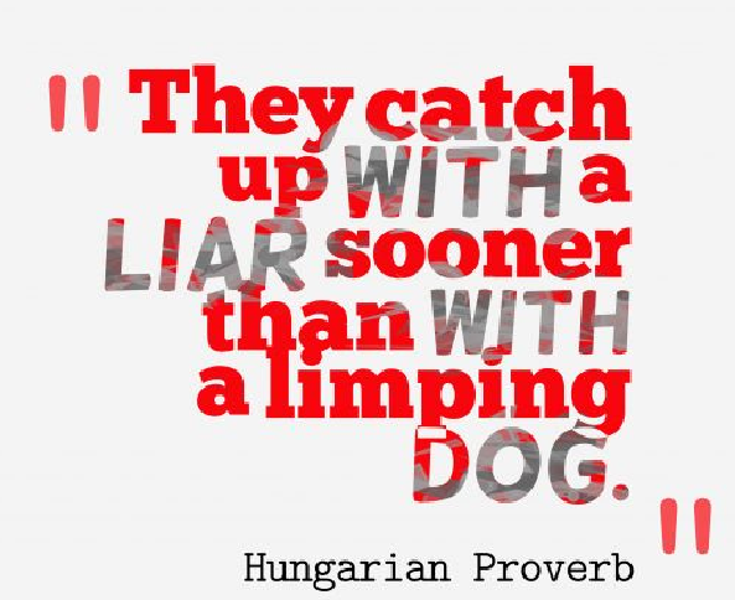 "They catch
up WITH a
LIAR sooner
than WITH
a limping
DOG."
Hungarian Proverb